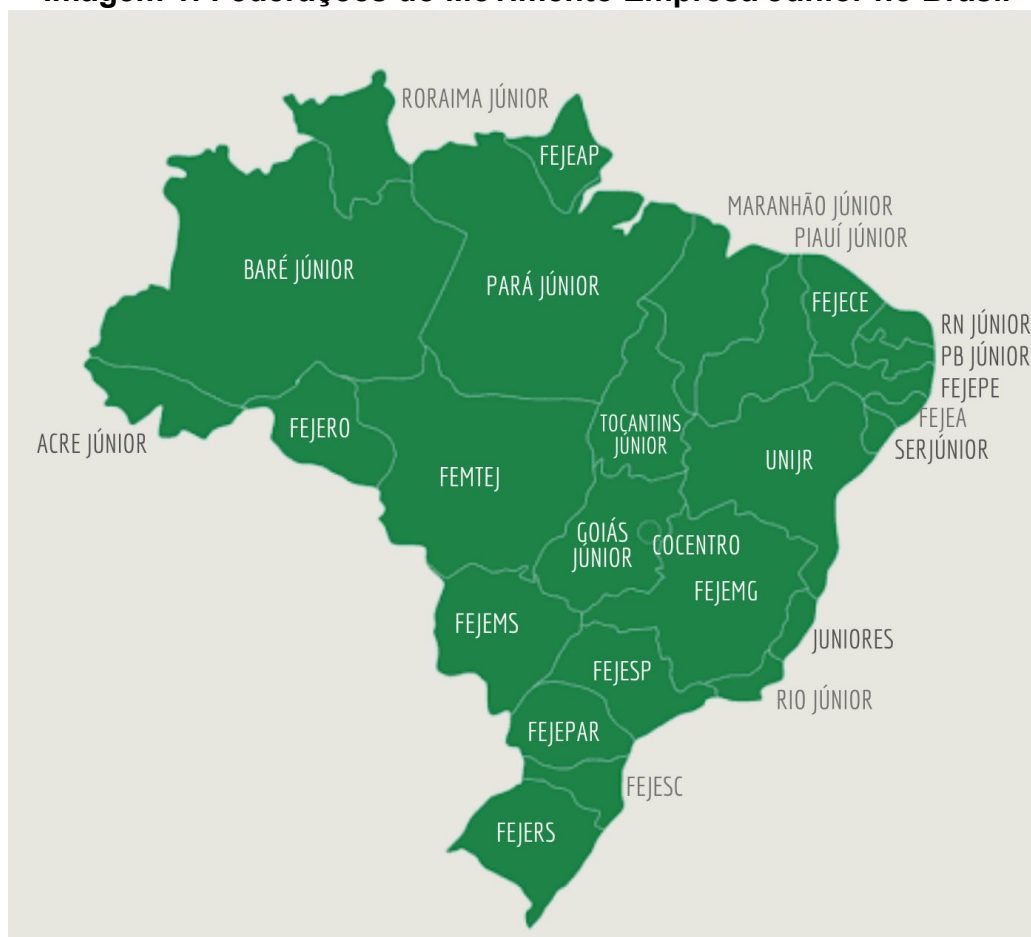 Imagem 1: Federações do Movimento Empresa Júnior no Brasil
RORAIMA JÚNIOR
FEJEAP
MARANHÃO JÚNIOR
PIAUÍ JÚNIOR
BARÉ JÚNIOR
PARÁ JÚNIOR
FEJECE
RN JÚNIOR
PB JÚNIOR
FEJEPE
FEJEA
SERJÚNIOR
ACRE JÚNIOR
FEJERO
TOCANTINS
JÚNIOR
UNIJR
FEMTEJ
GOIÁS
JÚNIOR
COCENTRO
FEJEMG
FEJEMS
JUNIORES
FEJESP
RIO JÚNIOR
FEJEPAR
FEJESC
FEJERS